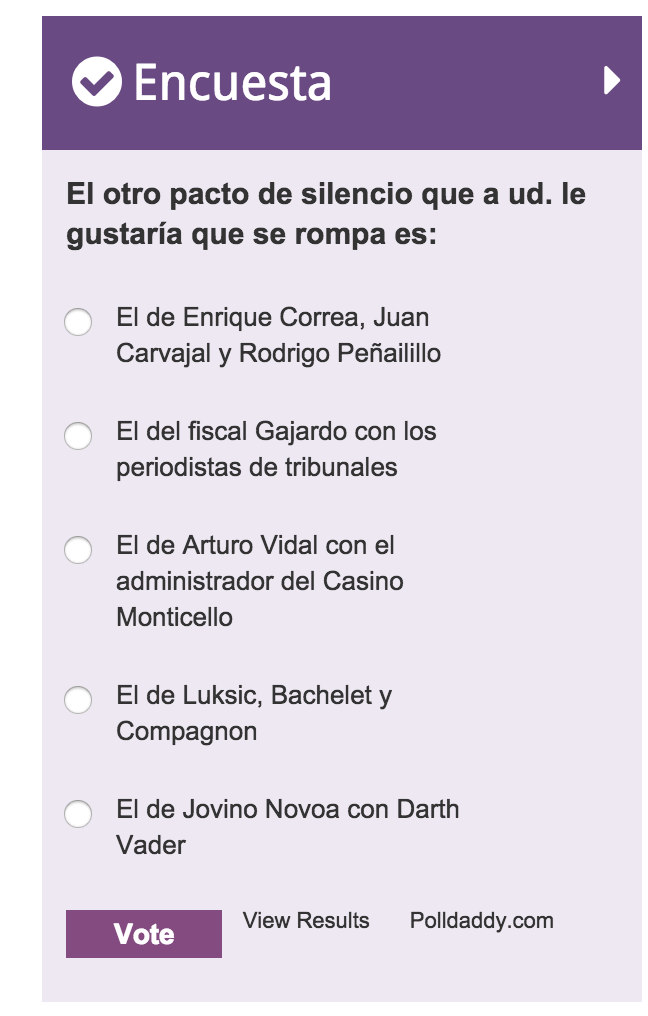 Encuesta
El otro pacto de silencio que a ud. le
gustaría que se rompa es:
El de Enrique Correa, Juan
Carvajal y Rodrigo Peñailillo
El del fiscal Gajardo con los
periodistas de tribunales
El de Arturo Vidal con el
administrador del Casino
Monticello
El de Luksic, Bachelet y
Compagnon
El de Jovino Novoa con Darth
Vader
Vote View Results Polldaddy.com